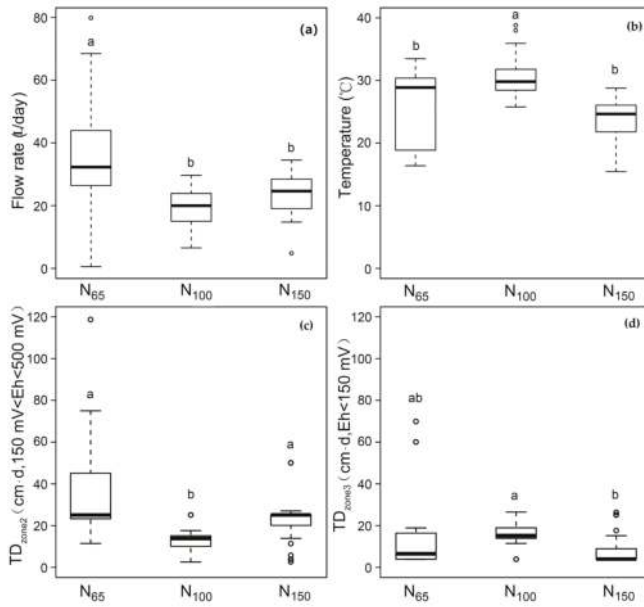 (a)
Flow rate (L/day)
80
60
40
20
0
a
b
b
N65
N100
N150
(b)
Temperature (℃)
40
30
20
10
0
b
a
b
N65
N100
N150
(c)
TDzone2 (cm·d,150 mV<Eh<500 mV)
120
100
80
60
40
20
0
a
b
a
N65
N100
N150
(d)
TDzone3 (cm·d,Eh<150 mV)
120
100
80
60
40
20
0
ab
a
b
N65
N100
N150